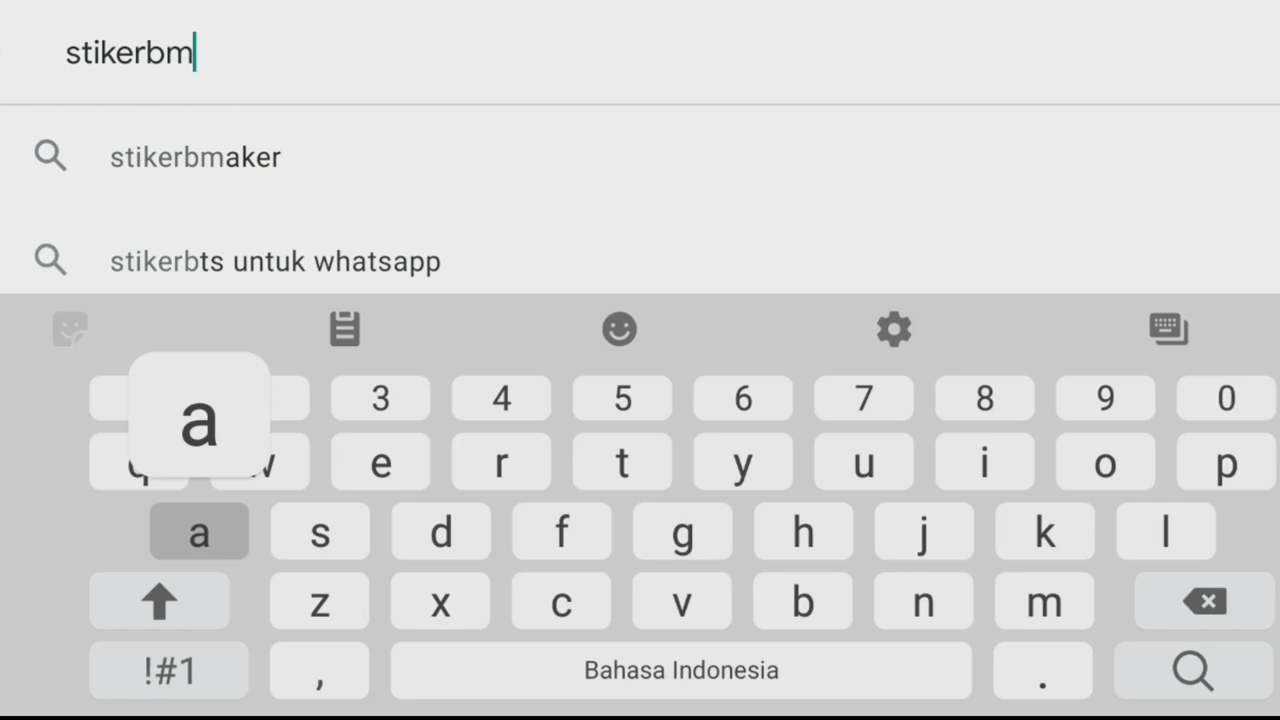 stikerbm
stikerbmaker
stikerbts untuk whatsapp
a
3 4 5 6 7 8 9 0
q w e r t y u i o p
a s d f g h j k l
z x c v b n m
!#1 , Bahasa Indonesia .